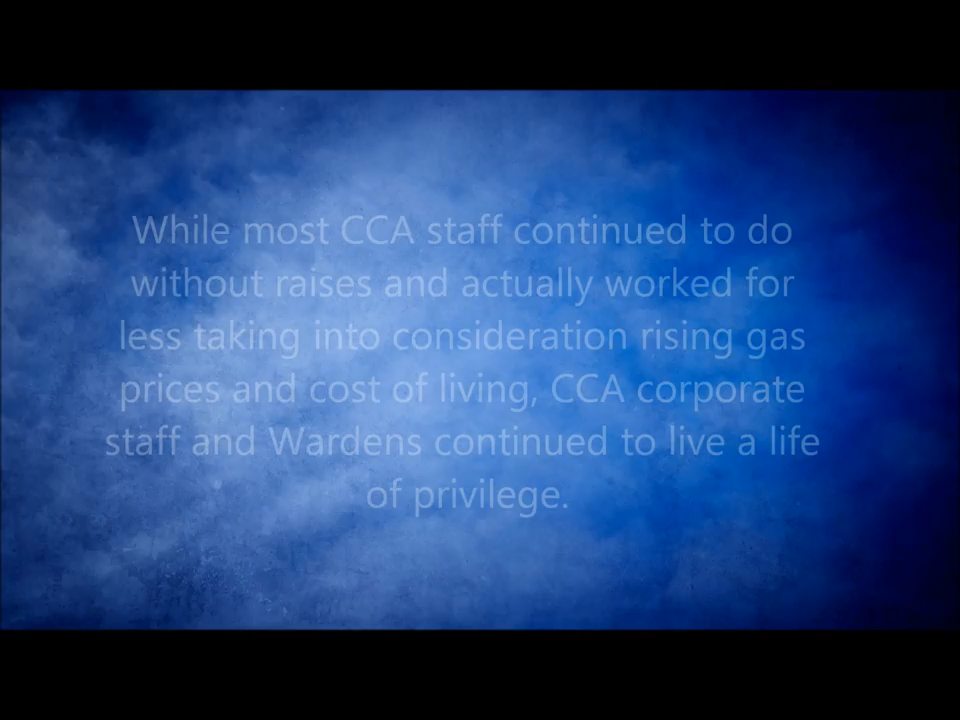 While most CCA staff continued to do
without raises and actually worked for
less taking into consideration rising gas
prices and cost of living, CCA corporate
staff and Wardens continued to live a life
of privilege.